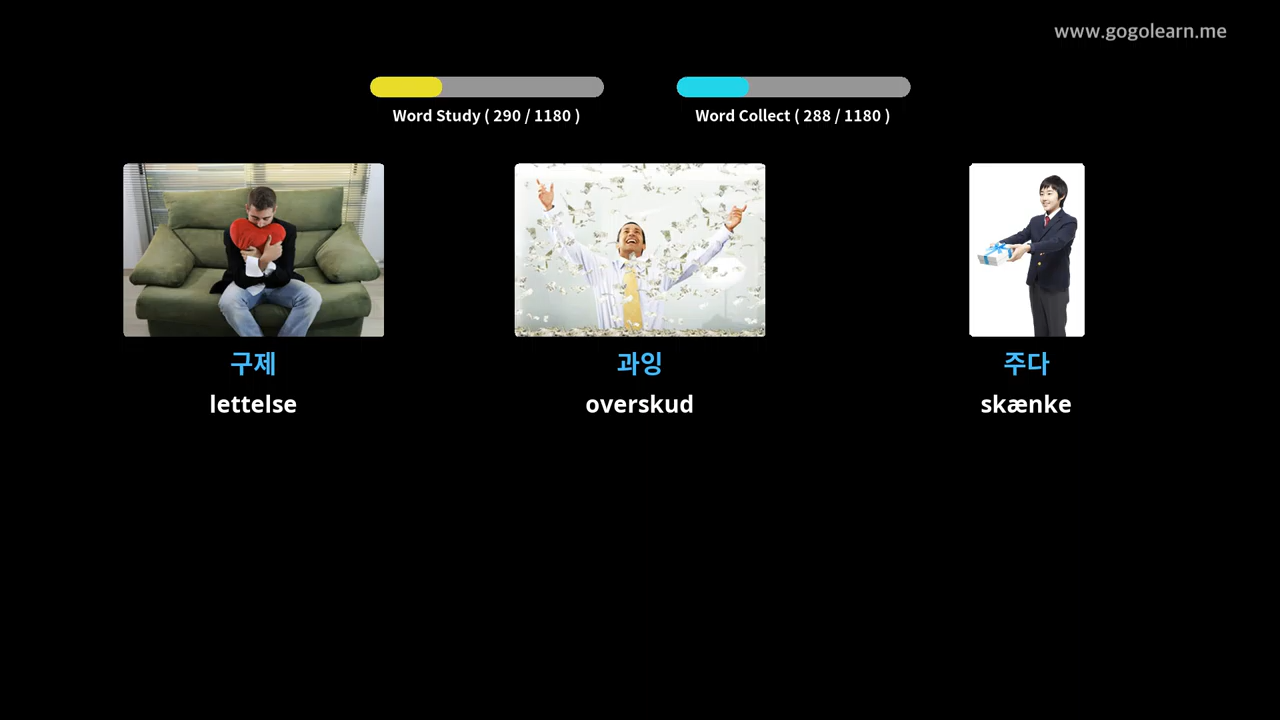 www.gogolearn.me
Word Study ( 290 / 1180 )
Word Collect ( 288 / 1180 )
구제
과잉
주다
lettelse
overskud
skænke